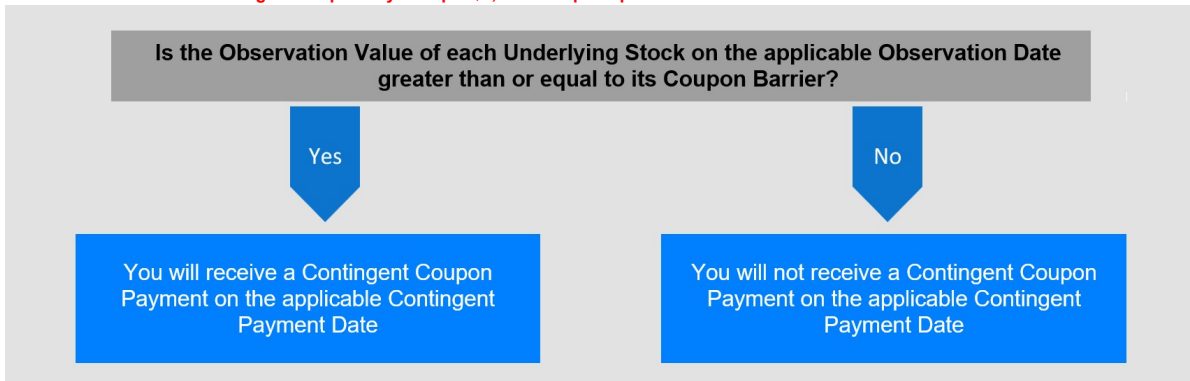 Is the Observation Value of each Underlying Stock on the applicable Observation Date
greater than or equal to its Coupon Barrier?
Yes
No
You will receive a Contingent Coupon
Payment on the applicable Contingent
Payment Date
You will not receive a Contingent Coupon
Payment on the applicable Contingent
Payment Date